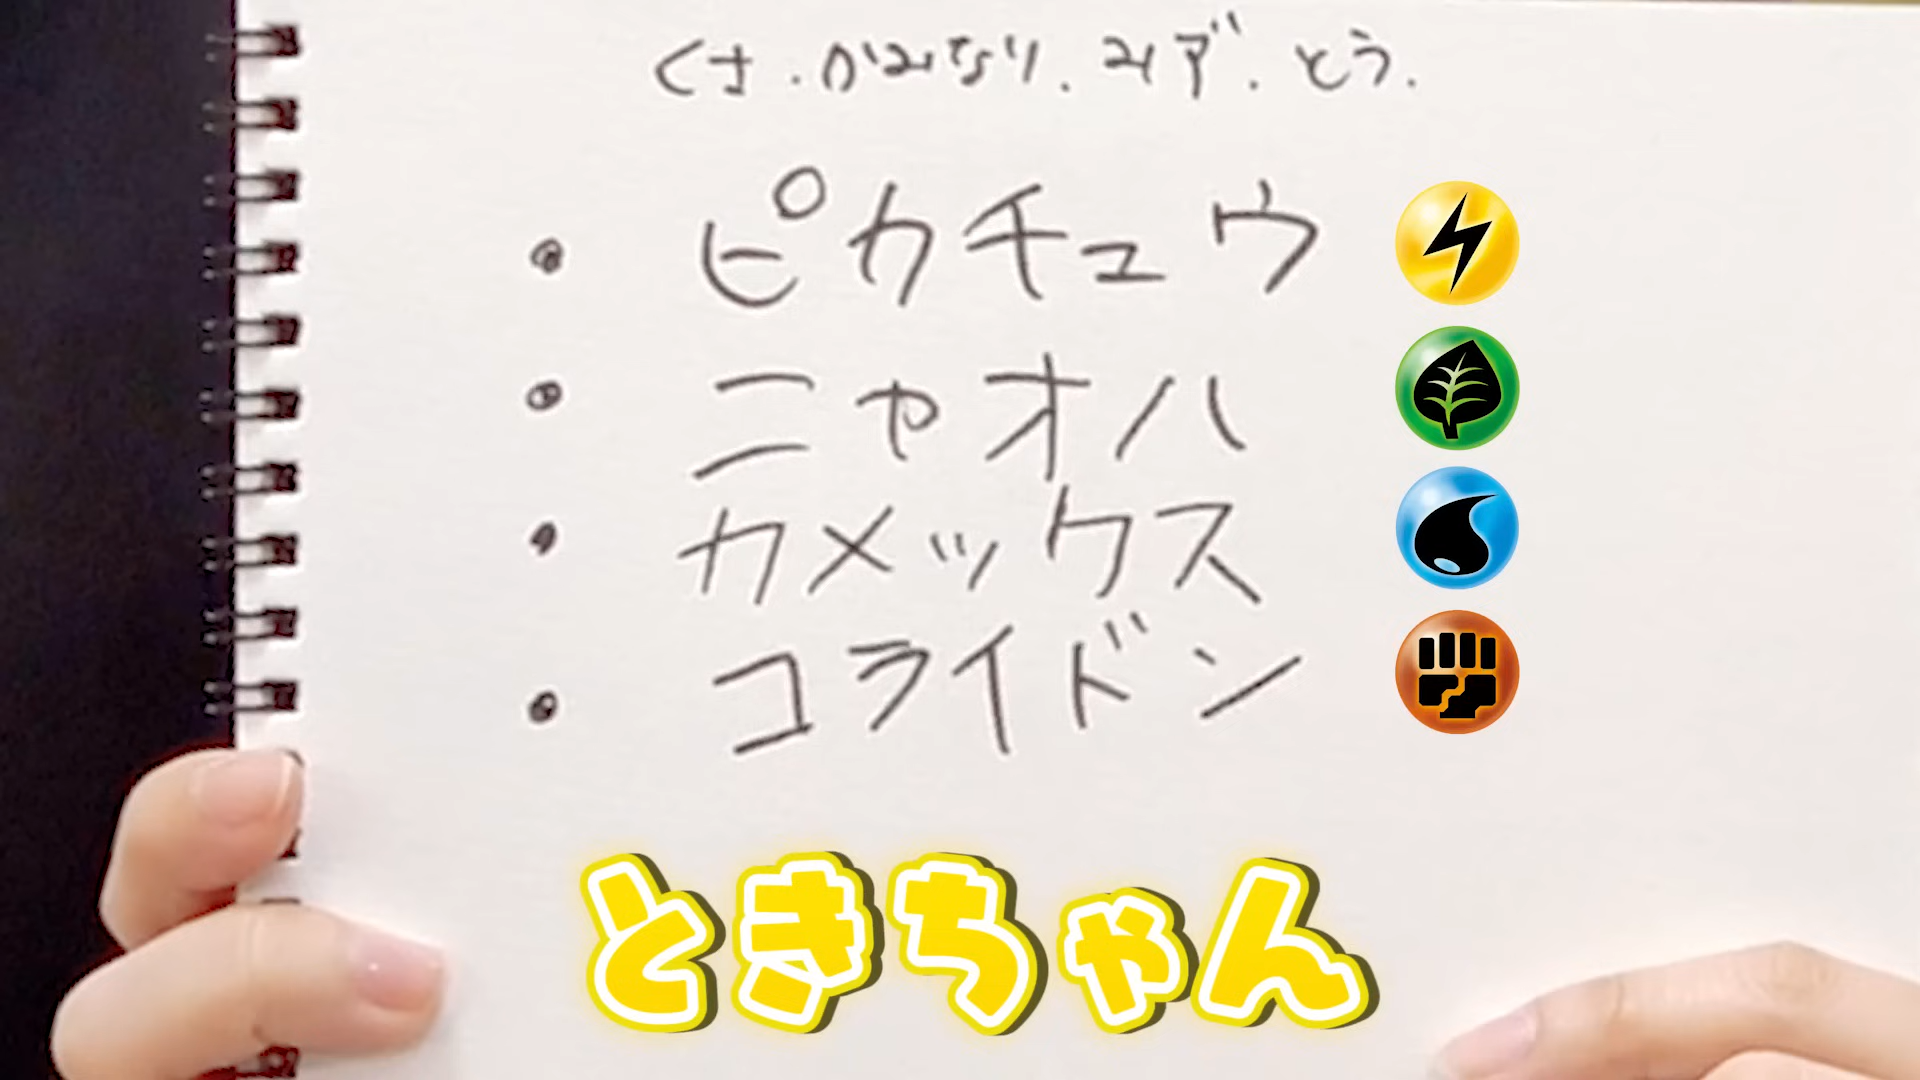 くさ.かみなり.みず.とう.
・ピカチュウ
・ニャオハ
・カメックス
・コライドン
ときちゃん